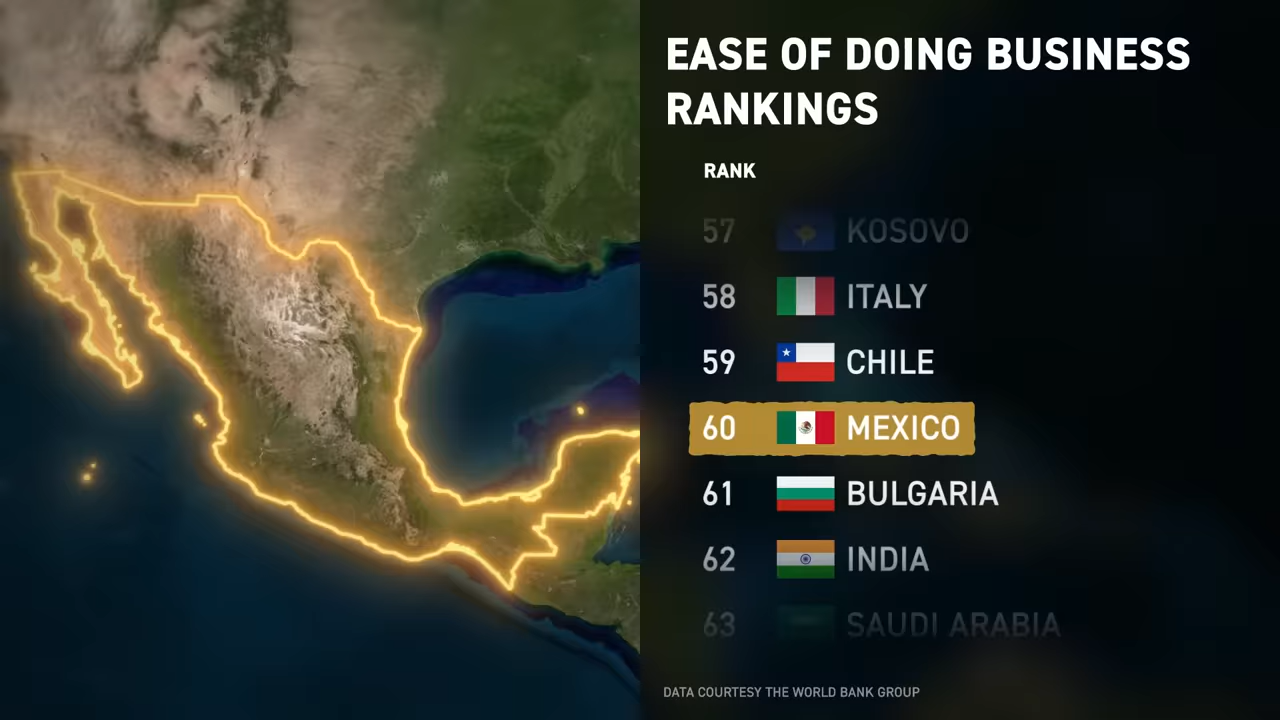 EASE OF DOING BUSINESS
RANKINGS
RANK
57 KOSOVO
58 ITALY
59 CHILE
60 MEXICO
61 BULGARIA
62 INDIA
63 SAUDI ARABIA
DATA COURTESY THE WORLD BANK GROUP